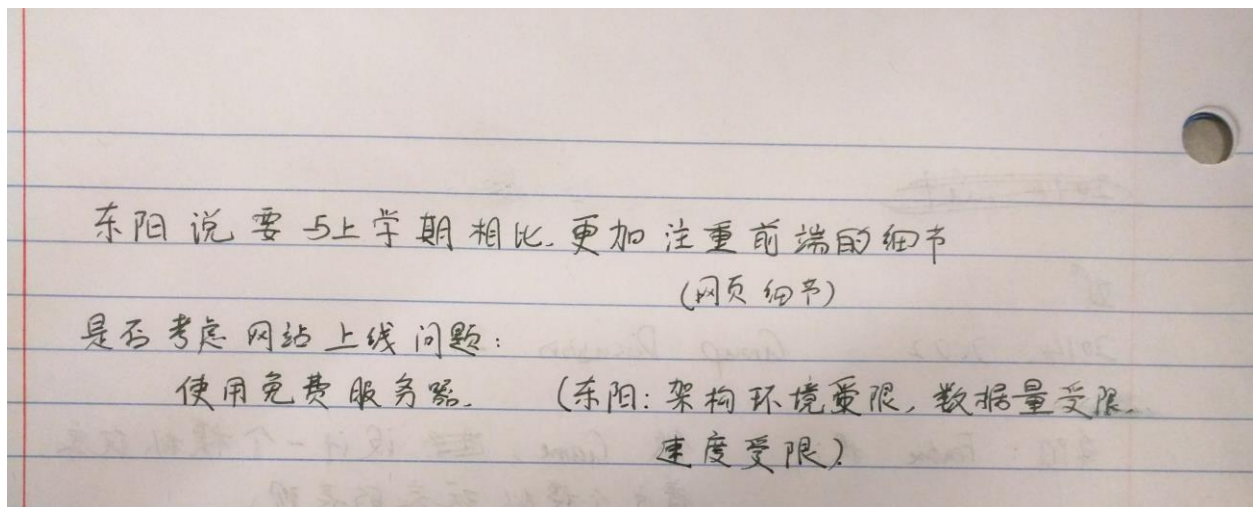 东阳说要与上学期相比.更加注重前端的细节
(网页细节)
是否考虑网站上线问题:
使用免费服务器. (东阳:架构环境受限,数据量受限.
速度受限)